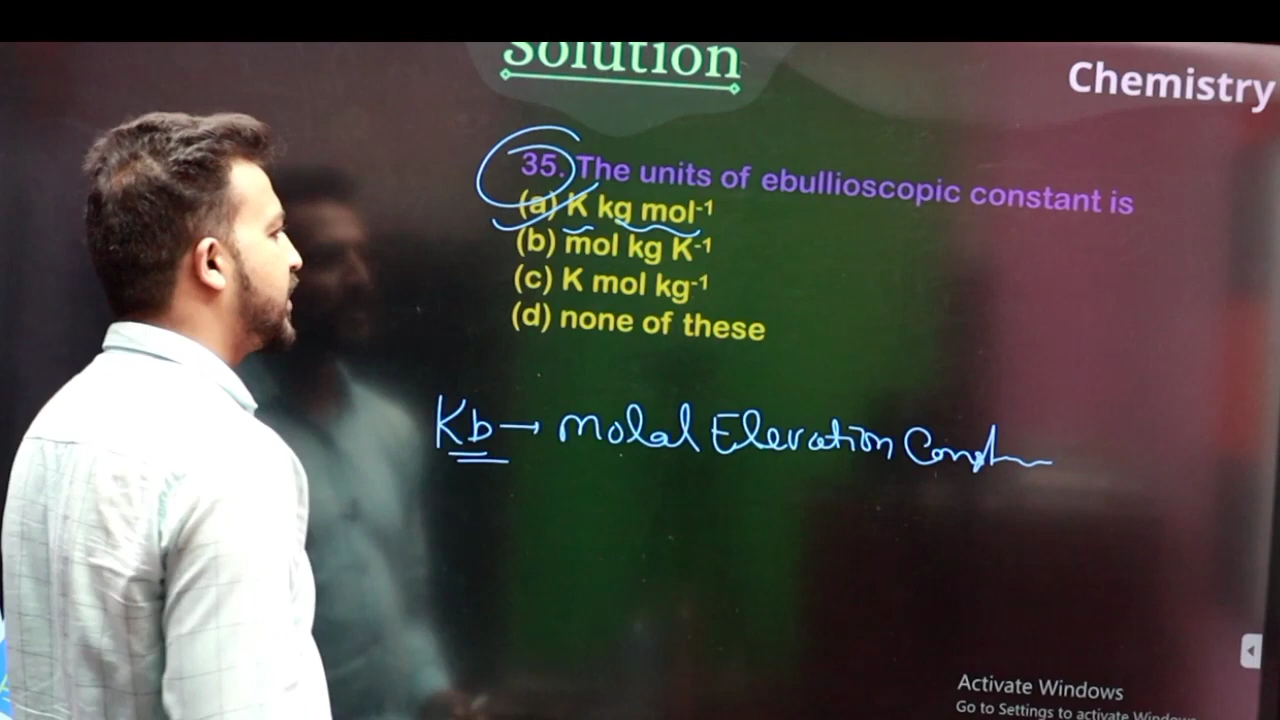 Solution
Chemistry
35. The units of ebullioscopic constant is
(a) K kg mol⁻¹
(b) mol kg K⁻¹
(c) K mol kg⁻¹
(d) none of these
Kb → molal Elevation
Activate Windows
Go to Settings to activate Windows